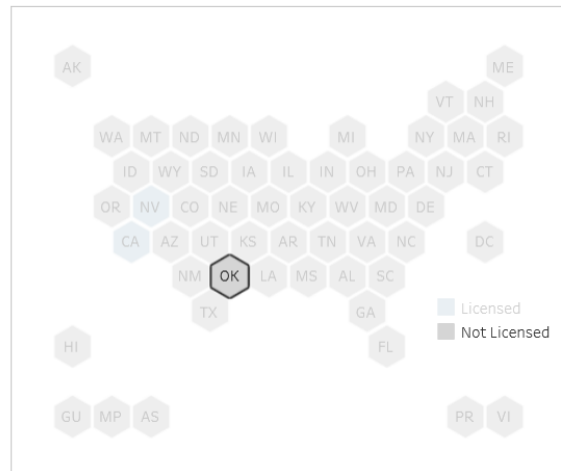 AK ME
VT NH
WA MT ND MN WI MI NY MA RI
ID WY SD IA IL IN OH PA NJ CT
OR NV CO NE MO KY WV MD DE
CA AZ UT KS AR TN VA NC DC
NM OK LA MS AL SC
Licensed
TX GA
Not Licensed
HI FL
GU MP AS PR VI